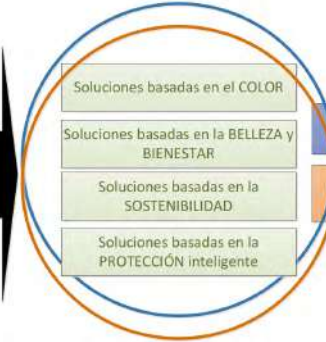 Soluciones basadas en el COLOR
Soluciones basadas en la BELLEZA y
BIENESTAR
Soluciones basadas en la
SOSTENIBILIDAD
Soluciones basadas en la
PROTECCIÓN inteligente